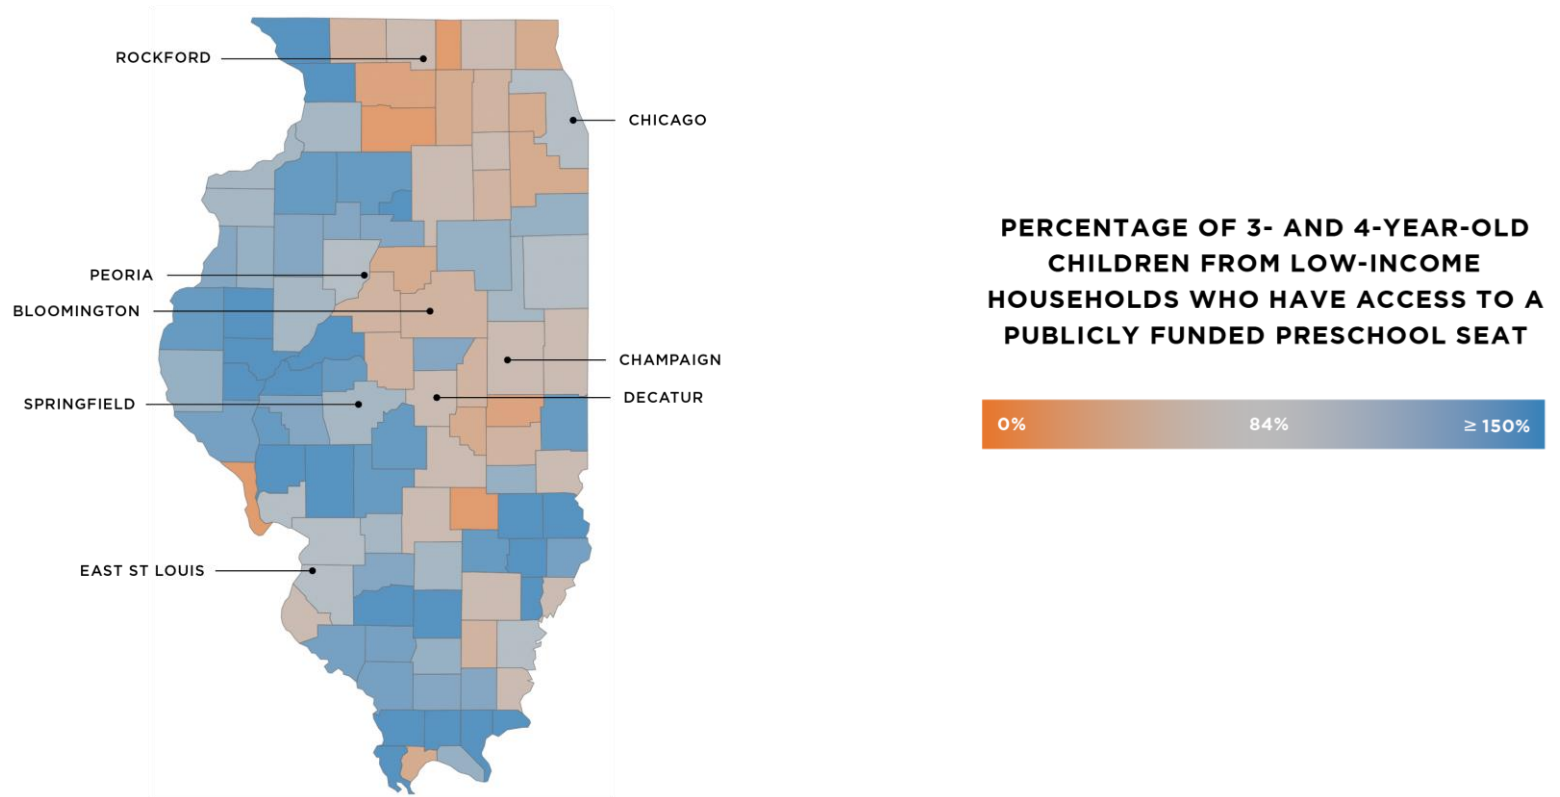 ROCKFORD
CHICAGO
PEORIA
BLOOMINGTON
CHAMPAIGN
SPRINGFIELD
DECATUR
EAST ST LOUIS
PERCENTAGE OF 3- AND 4-YEAR-OLD
CHILDREN FROM LOW-INCOME
HOUSEHOLDS WHO HAVE ACCESS TO A
PUBLICLY FUNDED PRESCHOOL SEAT
0% 84% ≥ 150%